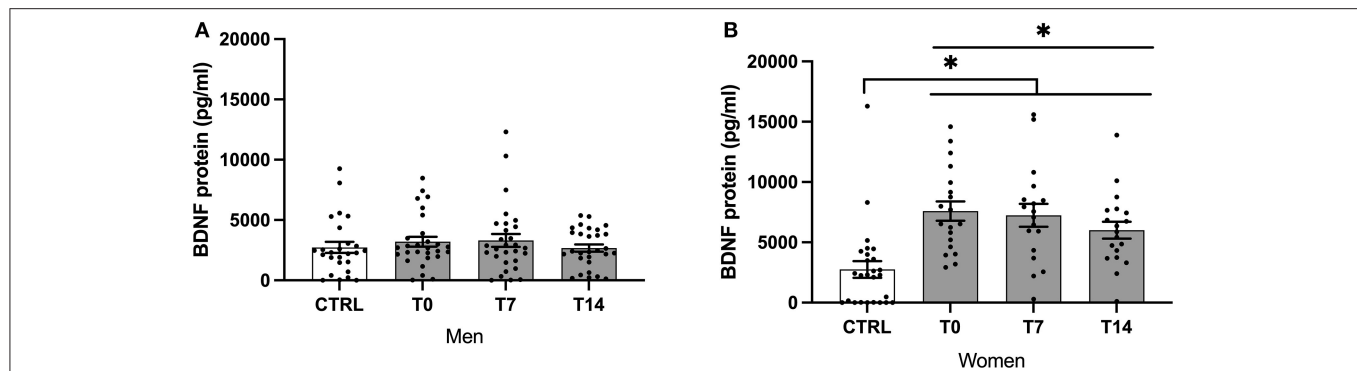 A
BDNF protein (pg/ml)
20000
15000
10000
5000
0
CTRL T0 T7 T14
Men
B
BDNF protein (pg/ml)
20000
15000
10000
5000
0
*
*
CTRL T0 T7 T14
Women